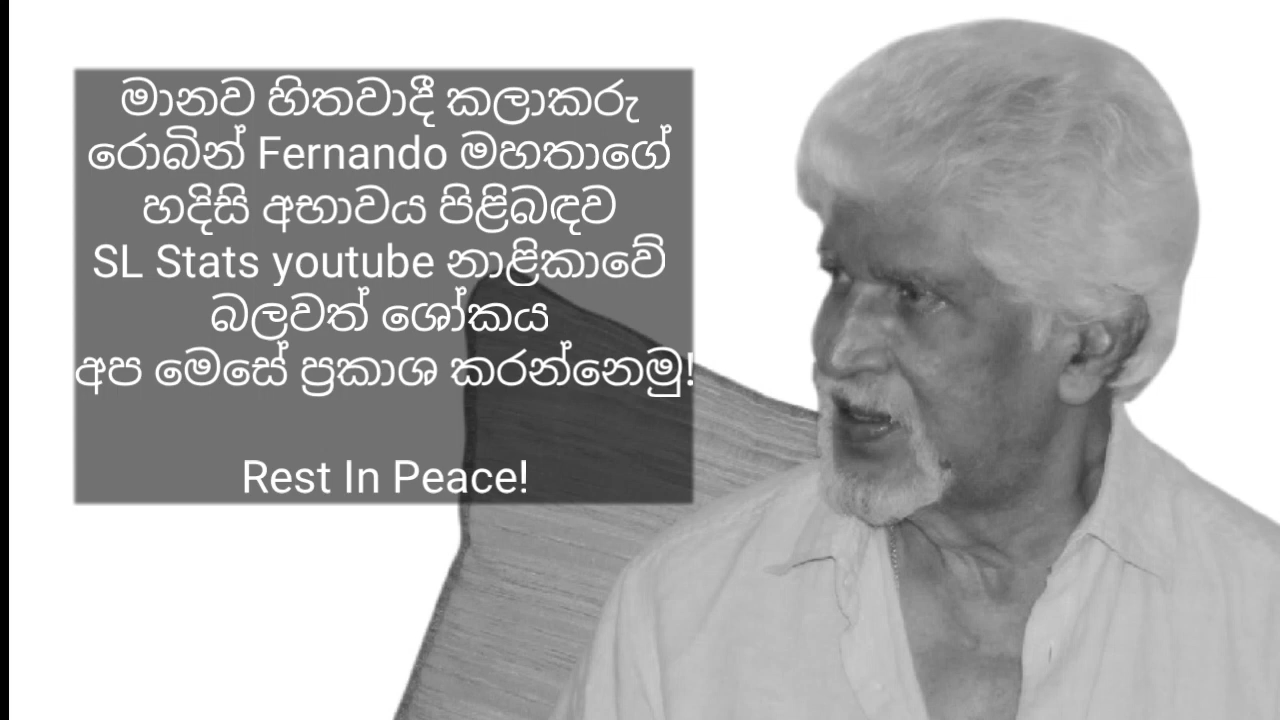 මානව හිතවාදී කලාකරු
රොබින් Fernando මහතාගේ
හදිසි අභාවය පිළිබඳව
SL Stats youtube නාළිකාවේ
බලවත් ශෝකය
අප මෙසේ ප්‍රකාශ කරන්නෙමු!
Rest In Peace!